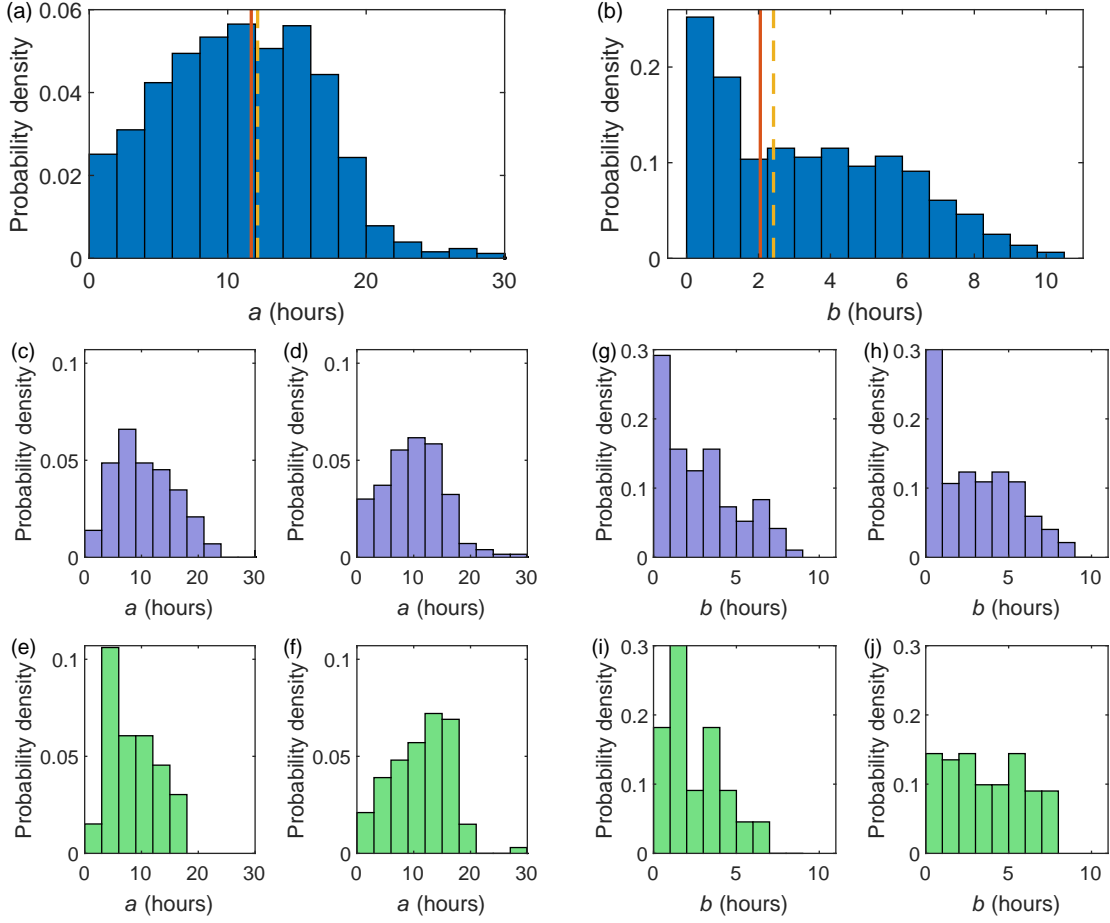 (a)
0.06
0.04
0.02
0
Probability density
0 10 20 30
a (hours)
(b)
0.2
0.1
0
Probability density
0 2 4 6 8 10
b (hours)
(c)
0.1
0.05
0
Probability density
0 10 20 30
a (hours)
(d)
0.1
0.05
0
Probability density
0 10 20 30
a (hours)
(g)
0.3
0.2
0.1
0
Probability density
0 5 10
b (hours)
(h)
0.3
0.2
0.1
0
Probability density
0 5 10
b (hours)
(e)
0.1
0.05
0
Probability density
0 10 20 30
a (hours)
(f)
0.1
0.05
0
Probability density
0 10 20 30
a (hours)
(i)
0.3
0.2
0.1
0
Probability density
0 5 10
b (hours)
(j)
0.3
0.2
0.1
0
Probability density
0 5 10
b (hours)